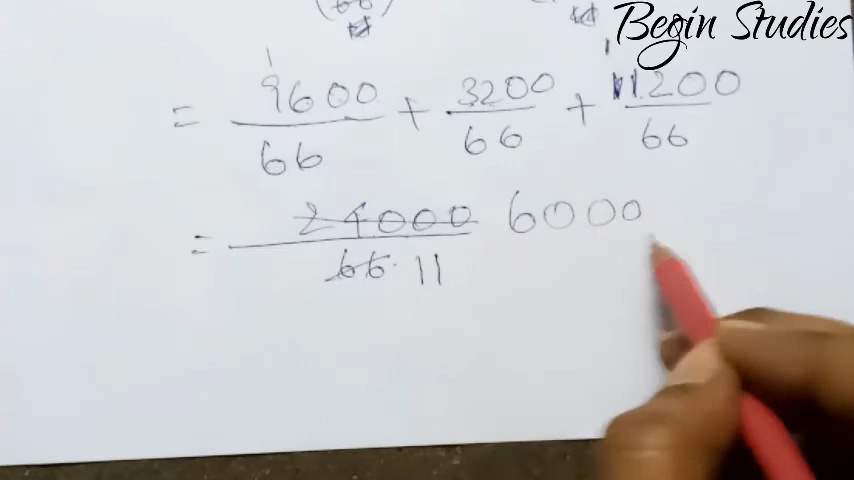 Begin Studies
= 9600/66 + 3200/66 + 11200/66
= 24000/66 6000
11